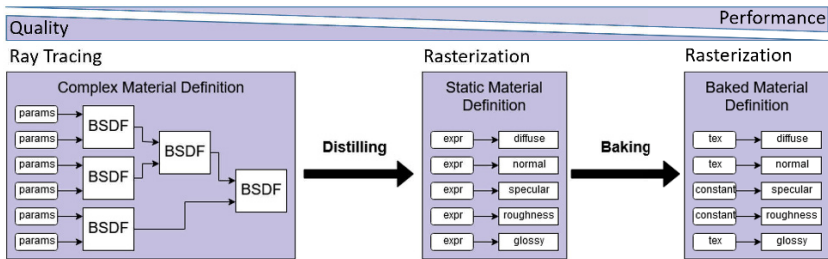 Performance
Quality
Ray Tracing
Rasterization
Rasterization
Complex Material Definition
params
params
params
params
params
params
BSDF
BSDF
BSDF
BSDF
BSDF
Distilling
Static Material
Definition
expr
diffuse
expr
normal
expr
specular
expr
roughness
expr
glossy
Baking
Baked Material
Definition
tex
diffuse
tex
normal
constant
specular
constant
roughness
tex
glossy